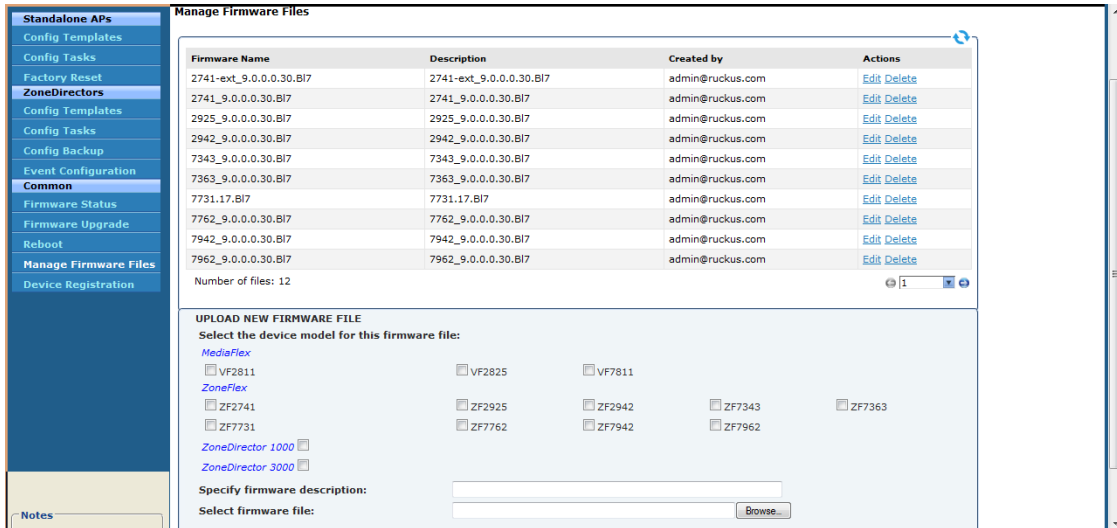 Standalone APs
Config Templates
Config Tasks
Factory Reset
ZoneDirectors
Config Templates
Config Tasks
Config Backup
Event Configuration
Common
Firmware Status
Firmware Upgrade
Reboot
Manage Firmware Files
Device Registration
Notes
Manage Firmware Files
Firmware Name Description Created by Actions
2741-ext_9.0.0.0.30.Bl7 2741-ext_9.0.0.0.30.Bl7 admin@ruckus.com Edit Delete
2741_9.0.0.0.30.Bl7 2741_9.0.0.0.30.Bl7 admin@ruckus.com Edit Delete
2925_9.0.0.0.30.Bl7 2925_9.0.0.0.30.Bl7 admin@ruckus.com Edit Delete
2942_9.0.0.0.30.Bl7 2942_9.0.0.0.30.Bl7 admin@ruckus.com Edit Delete
7343_9.0.0.0.30.Bl7 7343_9.0.0.0.30.Bl7 admin@ruckus.com Edit Delete
7363_9.0.0.0.30.Bl7 7363_9.0.0.0.30.Bl7 admin@ruckus.com Edit Delete
7731.17.Bl7 7731.17.Bl7 admin@ruckus.com Edit Delete
7762_9.0.0.0.30.Bl7 7762_9.0.0.0.30.Bl7 admin@ruckus.com Edit Delete
7942_9.0.0.0.30.Bl7 7942_9.0.0.0.30.Bl7 admin@ruckus.com Edit Delete
7962_9.0.0.0.30.Bl7 7962_9.0.0.0.30.Bl7 admin@ruckus.com Edit Delete
Number of files: 12 1
UPLOAD NEW FIRMWARE FILE
Select the device model for this firmware file:
MediaFlex
VF2811 VF2825 VF7811
ZoneFlex
ZF2741 ZF2925 ZF2942 ZF7343 ZF7363
ZF7731 ZF7762 ZF7942 ZF7962
ZoneDirector 1000
ZoneDirector 3000
Specify firmware description:
Select firmware file: Browse...